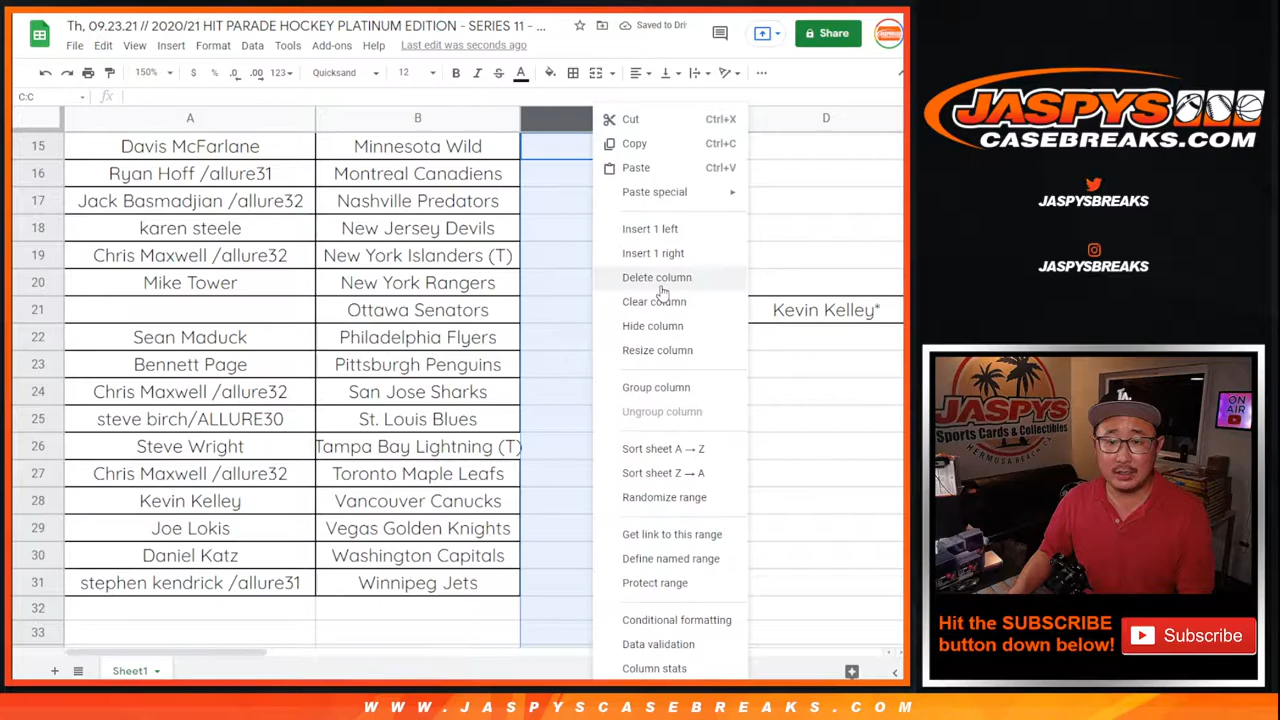 Th, 09.23.21 // 2020/21 HIT PARADE HOCKEY PLATINUM EDITION - SERIES 11 - ...
Saved to Dri
Share
File Edit View Insert Format Data Tools Add-ons Help Last edit was seconds ago
150% $ % .0 .00 123 Quicksand 12 B I S A
C:C fx
A B D
15 Davis McFarlane Minnesota Wild
16 Ryan Hoff /allure31 Montreal Canadiens
17 Jack Basmadjian /allure32 Nashville Predators
18 karen steele New Jersey Devils
19 Chris Maxwell /allure32 New York Islanders (T)
20 Mike Tower New York Rangers
21 Ottawa Senators Kevin Kelley*
22 Sean Maduck Philadelphia Flyers
23 Bennett Page Pittsburgh Penguins
24 Chris Maxwell /allure32 San Jose Sharks
25 steve birch/ALLURE30 St. Louis Blues
26 Steve Wright Tampa Bay Lightning (T)
27 Chris Maxwell /allure32 Toronto Maple Leafs
28 Kevin Kelley Vancouver Canucks
29 Joe Lokis Vegas Golden Knights
30 Daniel Katz Washington Capitals
31 stephen kendrick /allure31 Winnipeg Jets
32
33
Cut Ctrl+X
Copy Ctrl+C
Paste Ctrl+V
Paste special
Insert 1 left
Insert 1 right
Delete column
Clear column
Hide column
Resize column
Group column
Ungroup column
Sort sheet A → Z
Sort sheet Z → A
Randomize range
Get link to this range
Define named range
Protect range
Conditional formatting
Data validation
Column stats
Sheet1
JASPYS
CASEBREAKS.COM
JASPYSBREAKS
JASPYSBREAKS
JASPYS
Sports Cards & Collectibles
HERMOSA BEACH
ON AIR
LA.
Hit the SUBSCRIBE
button down below!
Subscribe
WWW.JASPYSCASEBREAKS.COM